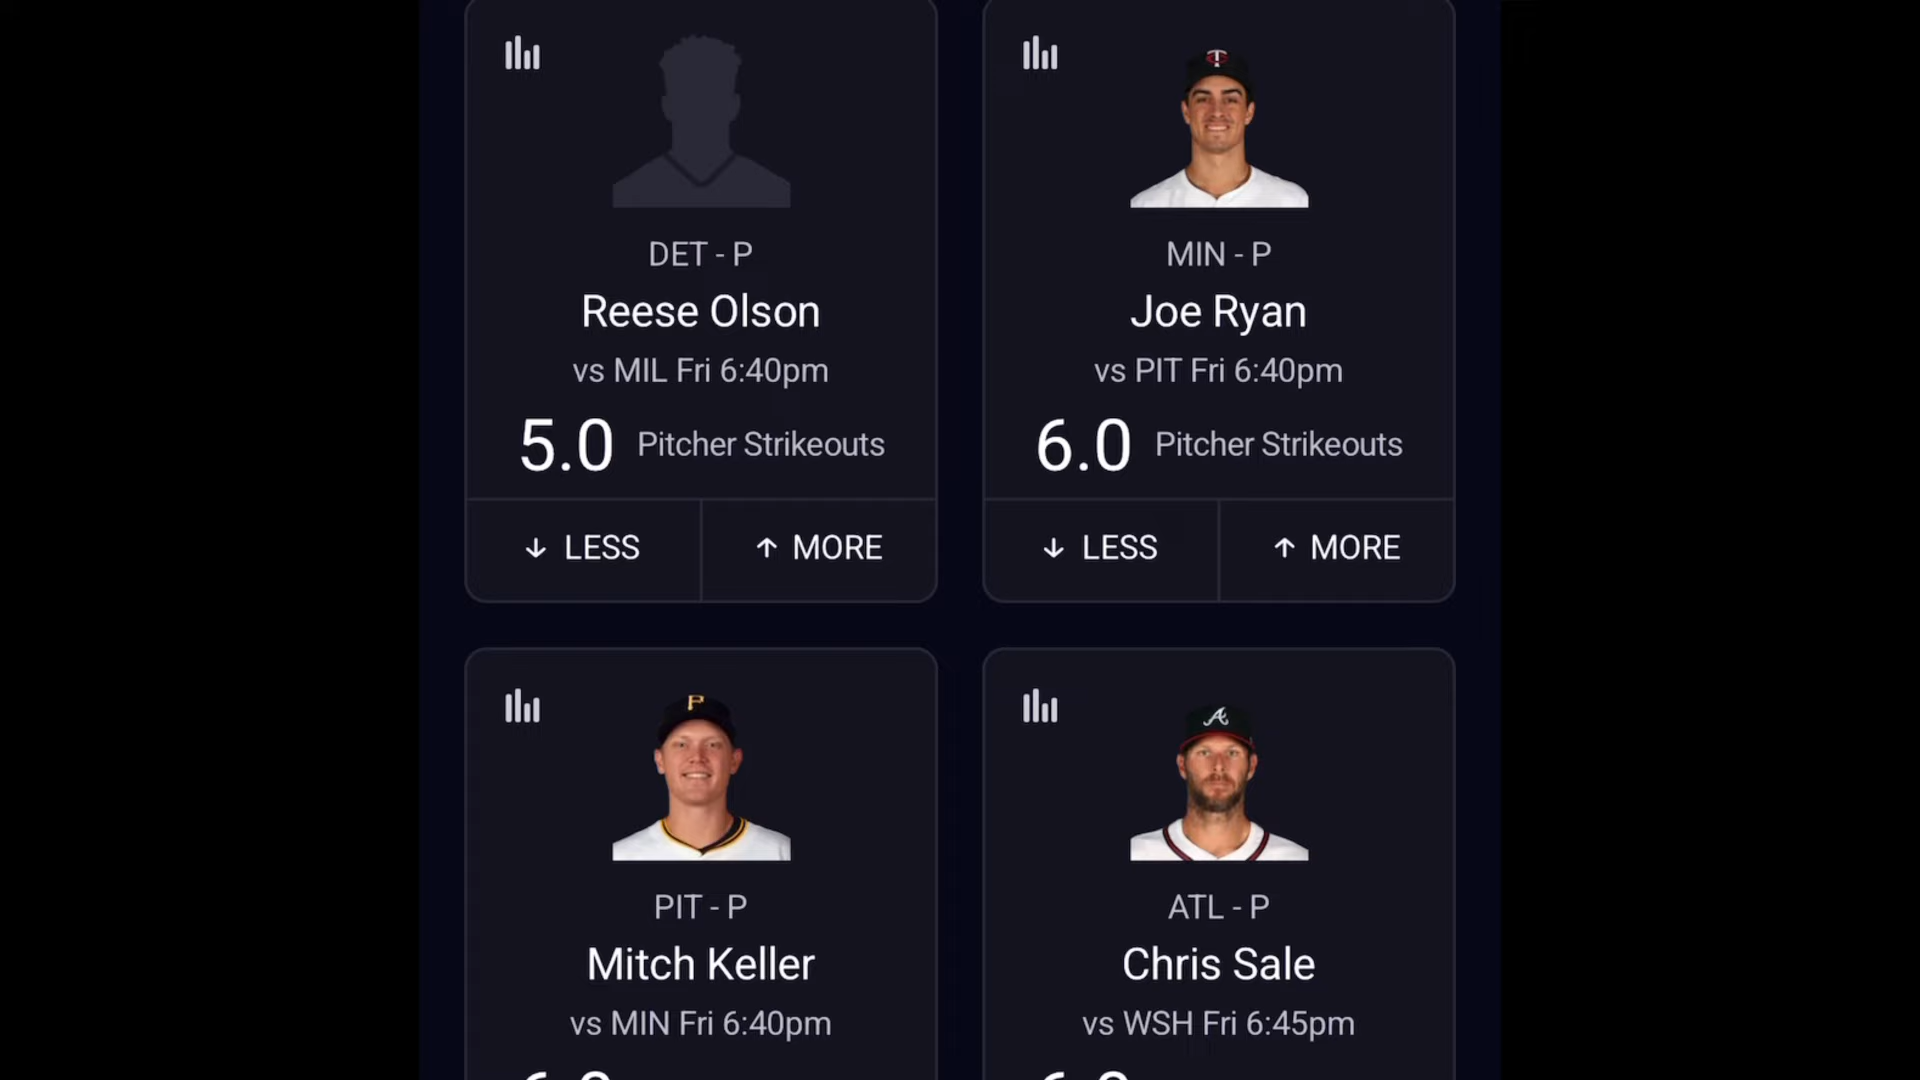 DET - P
Reese Olson
vs MIL Fri 6:40pm
5.0 Pitcher Strikeouts
↓ LESS
↑ MORE
MIN - P
Joe Ryan
vs PIT Fri 6:40pm
6.0 Pitcher Strikeouts
↓ LESS
↑ MORE
PIT - P
Mitch Keller
vs MIN Fri 6:40pm
ATL - P
Chris Sale
vs WSH Fri 6:45pm